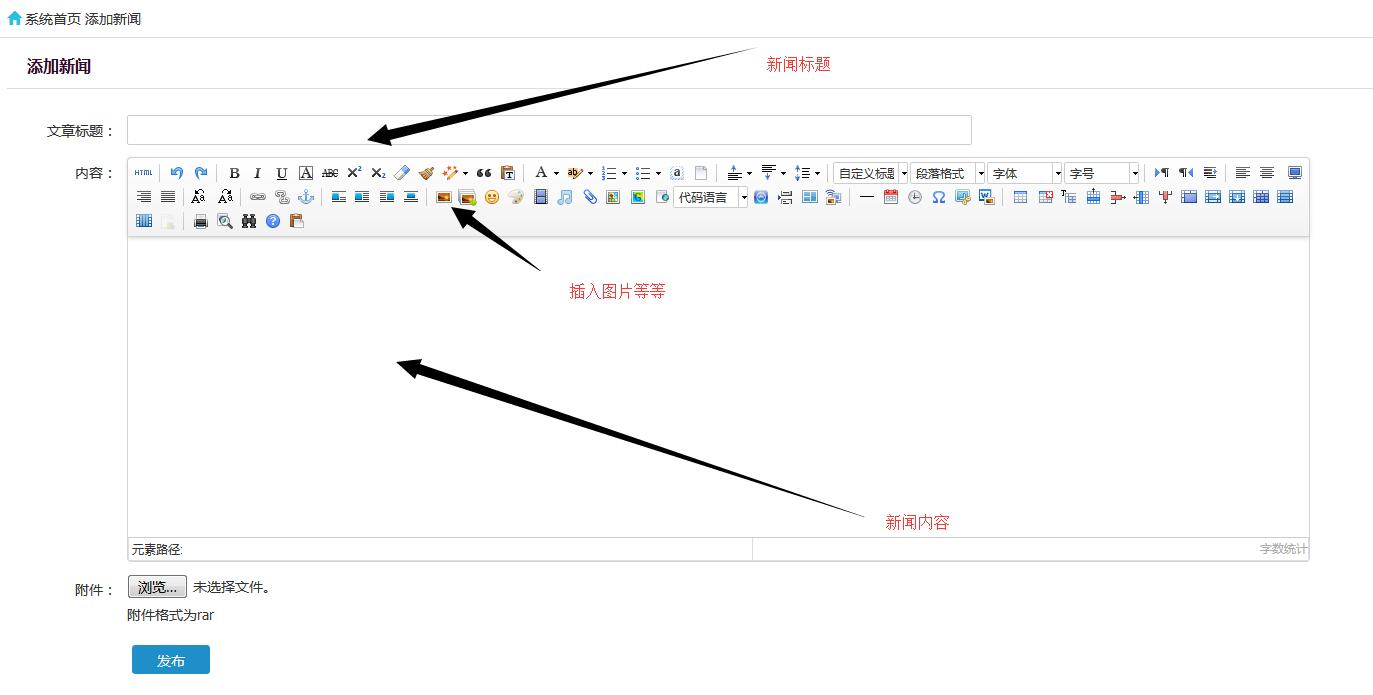 系统首页 添加新闻
添加新闻
新闻标题
文章标题：
内容：
HTML B I U A ABC X² X₂ A ab 自定义标题 段落格式 字体 字号
代码语言
插入图片等等
新闻内容
元素路径: 字数统计
附件： 浏览... 未选择文件。
附件格式为rar
发布